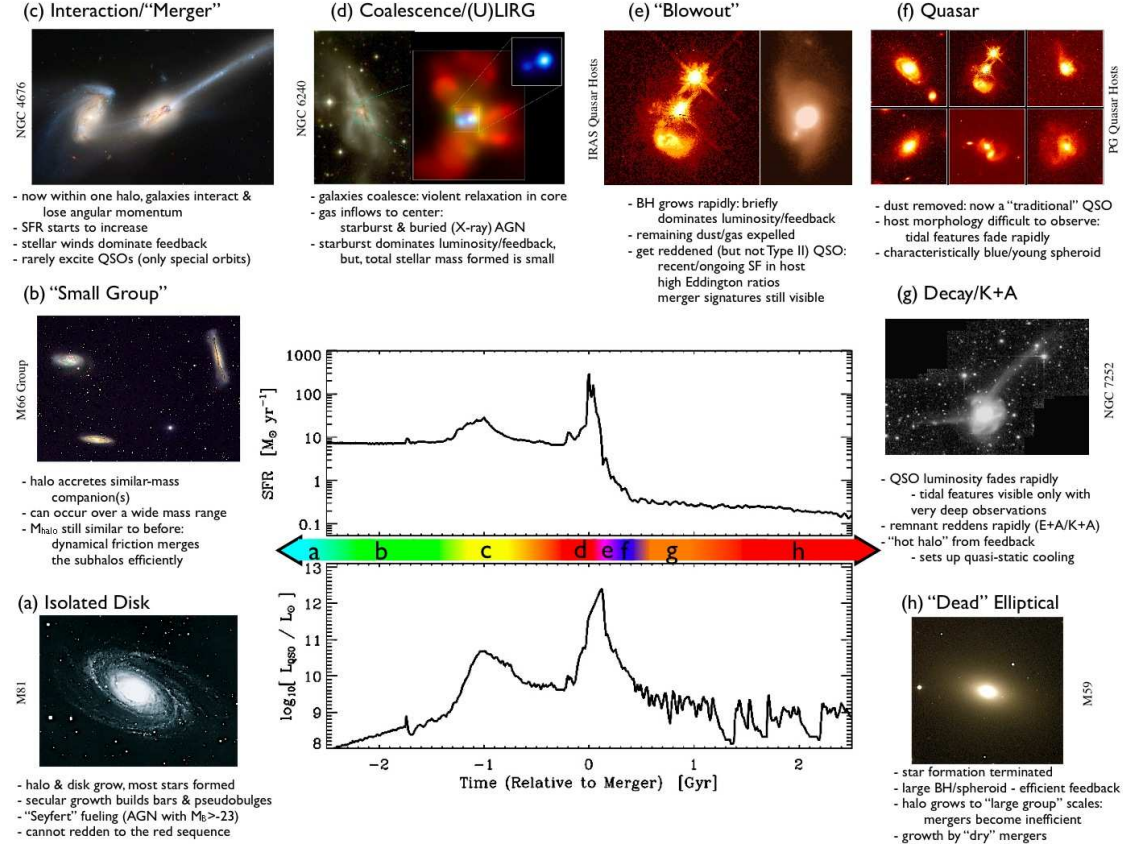 (c) Interaction/“Merger”
NGC 4676
- now within one halo, galaxies interact &
lose angular momentum
- SFR starts to increase
- stellar winds dominate feedback
- rarely excite QSOs (only special orbits)
(d) Coalescence/(U)LIRG
NGC 6240
- galaxies coalesce: violent relaxation in core
- gas inflows to center:
starburst & buried (X-ray) AGN
- starburst dominates luminosity/feedback,
but, total stellar mass formed is small
(e) “Blowout”
IRAS Quasar Hosts
- BH grows rapidly: briefly
dominates luminosity/feedback
- remaining dust/gas expelled
- get reddened (but not Type II) QSO:
recent/ongoing SF in host
high Eddington ratios
merger signatures still visible
(f) Quasar
PG Quasar Hosts
- dust removed: now a “traditional” QSO
- host morphology difficult to observe:
tidal features fade rapidly
- characteristically blue/young spheroid
(b) “Small Group”
M66 Group
- halo accretes similar-mass
companion(s)
- can occur over a wide mass range
- Mhalo still similar to before:
dynamical friction merges
the subhalos efficiently
(a) Isolated Disk
M81
- halo & disk grow, most stars formed
- secular growth builds bars & pseudobulges
- “Seyfert” fueling (AGN with MB>-23)
- cannot redden to the red sequence
1000
100
10
1
0.1
SFR [M⊙ yr⁻¹]
a b c d e f g h
13
12
11
10
9
8
log₁₀[ L_QSO / L⊙ ]
-2 -1 0 1 2
Time (Relative to Merger) [Gyr]
(g) Decay/K+A
NGC 7252
- QSO luminosity fades rapidly
- tidal features visible only with
very deep observations
- remnant reddens rapidly (E+A/K+A)
- “hot halo” from feedback
- sets up quasi-static cooling
(h) “Dead” Elliptical
M59
- star formation terminated
- large BH/spheroid - efficient feedback
- halo grows to “large group” scales:
mergers become inefficient
- growth by “dry” mergers